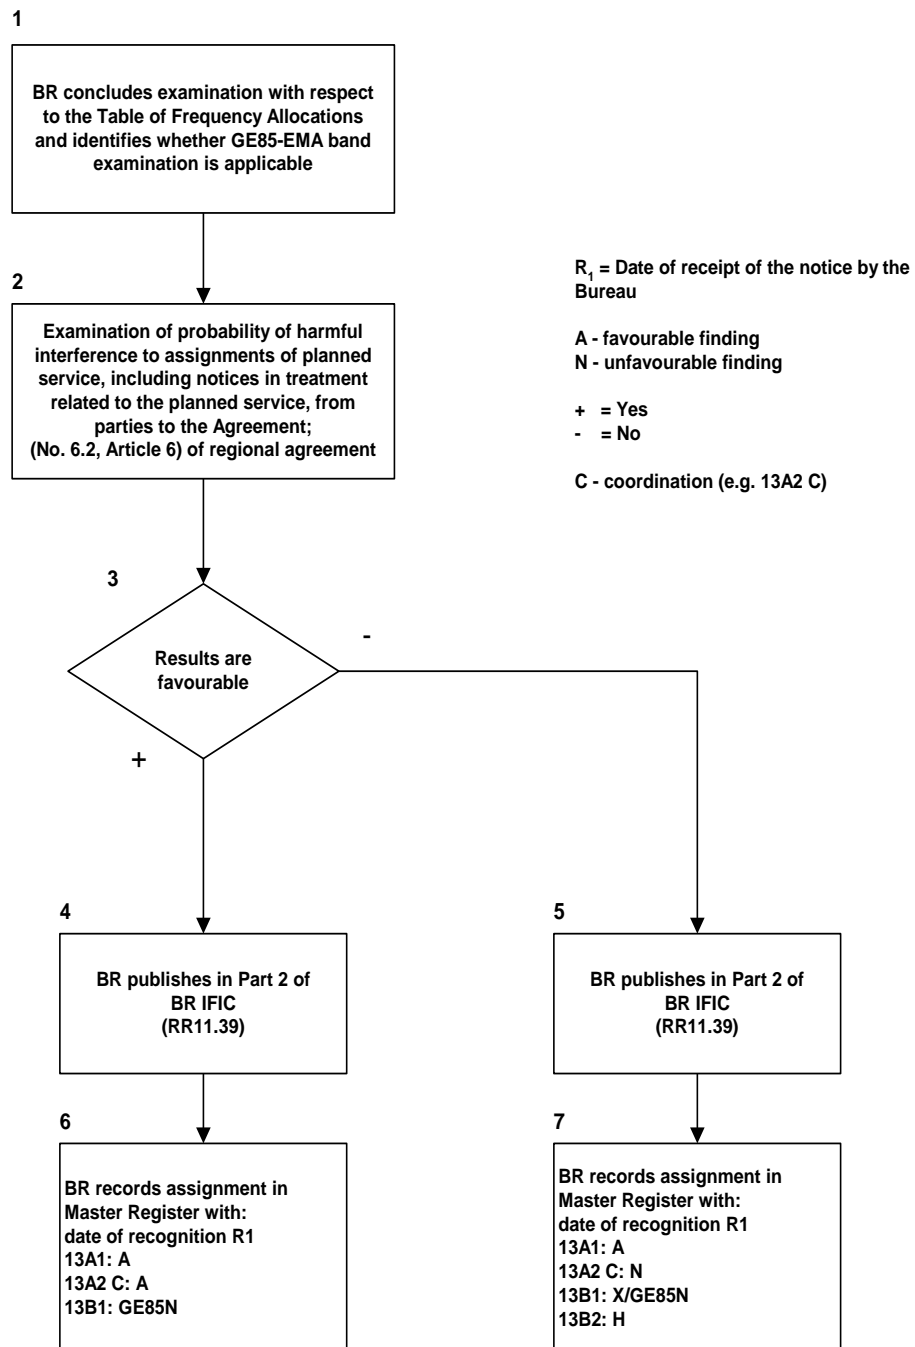 1
BR concludes examination with respect
to the Table of Frequency Allocations
and identifies whether GE85-EMA band
examination is applicable
2
Examination of probability of harmful
interference to assignments of planned
service, including notices in treatment
related to the planned service, from
parties to the Agreement;
(No. 6.2, Article 6) of regional agreement
R1 = Date of receipt of the notice by the
Bureau
A - favourable finding
N - unfavourable finding
+ = Yes
- = No
C - coordination (e.g. 13A2 C)
3
Results are
favourable
-
+
4
BR publishes in Part 2 of
BR IFIC
(RR11.39)
5
BR publishes in Part 2 of
BR IFIC
(RR11.39)
6
BR records assignment in
Master Register with:
date of recognition R1
13A1: A
13A2 C: A
13B1: GE85N
7
BR records assignment in
Master Register with:
date of recognition R1
13A1: A
13A2 C: N
13B1: X/GE85N
13B2: H